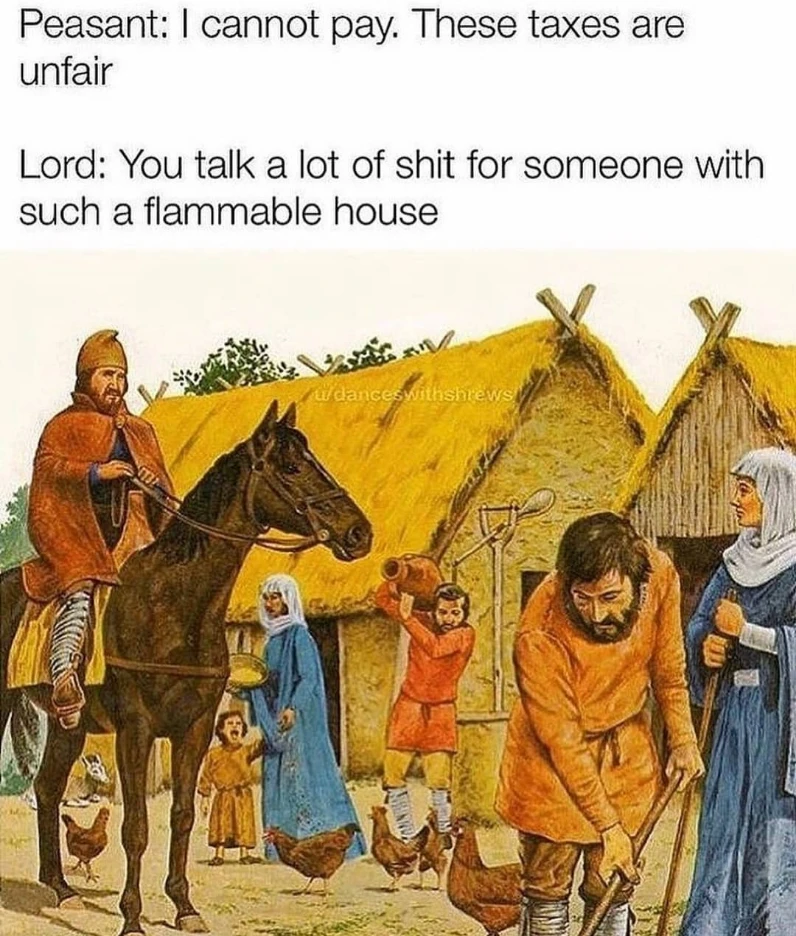 Peasant: I cannot pay. These taxes are
unfair
Lord: You talk a lot of shit for someone with
such a flammable house
u/danceswithshrews